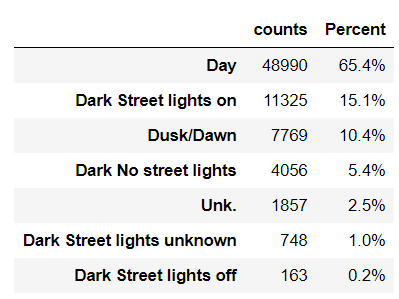 counts Percent
Day 48990 65.4%
Dark Street lights on 11325 15.1%
Dusk/Dawn 7769 10.4%
Dark No street lights 4056 5.4%
Unk. 1857 2.5%
Dark Street lights unknown 748 1.0%
Dark Street lights off 163 0.2%